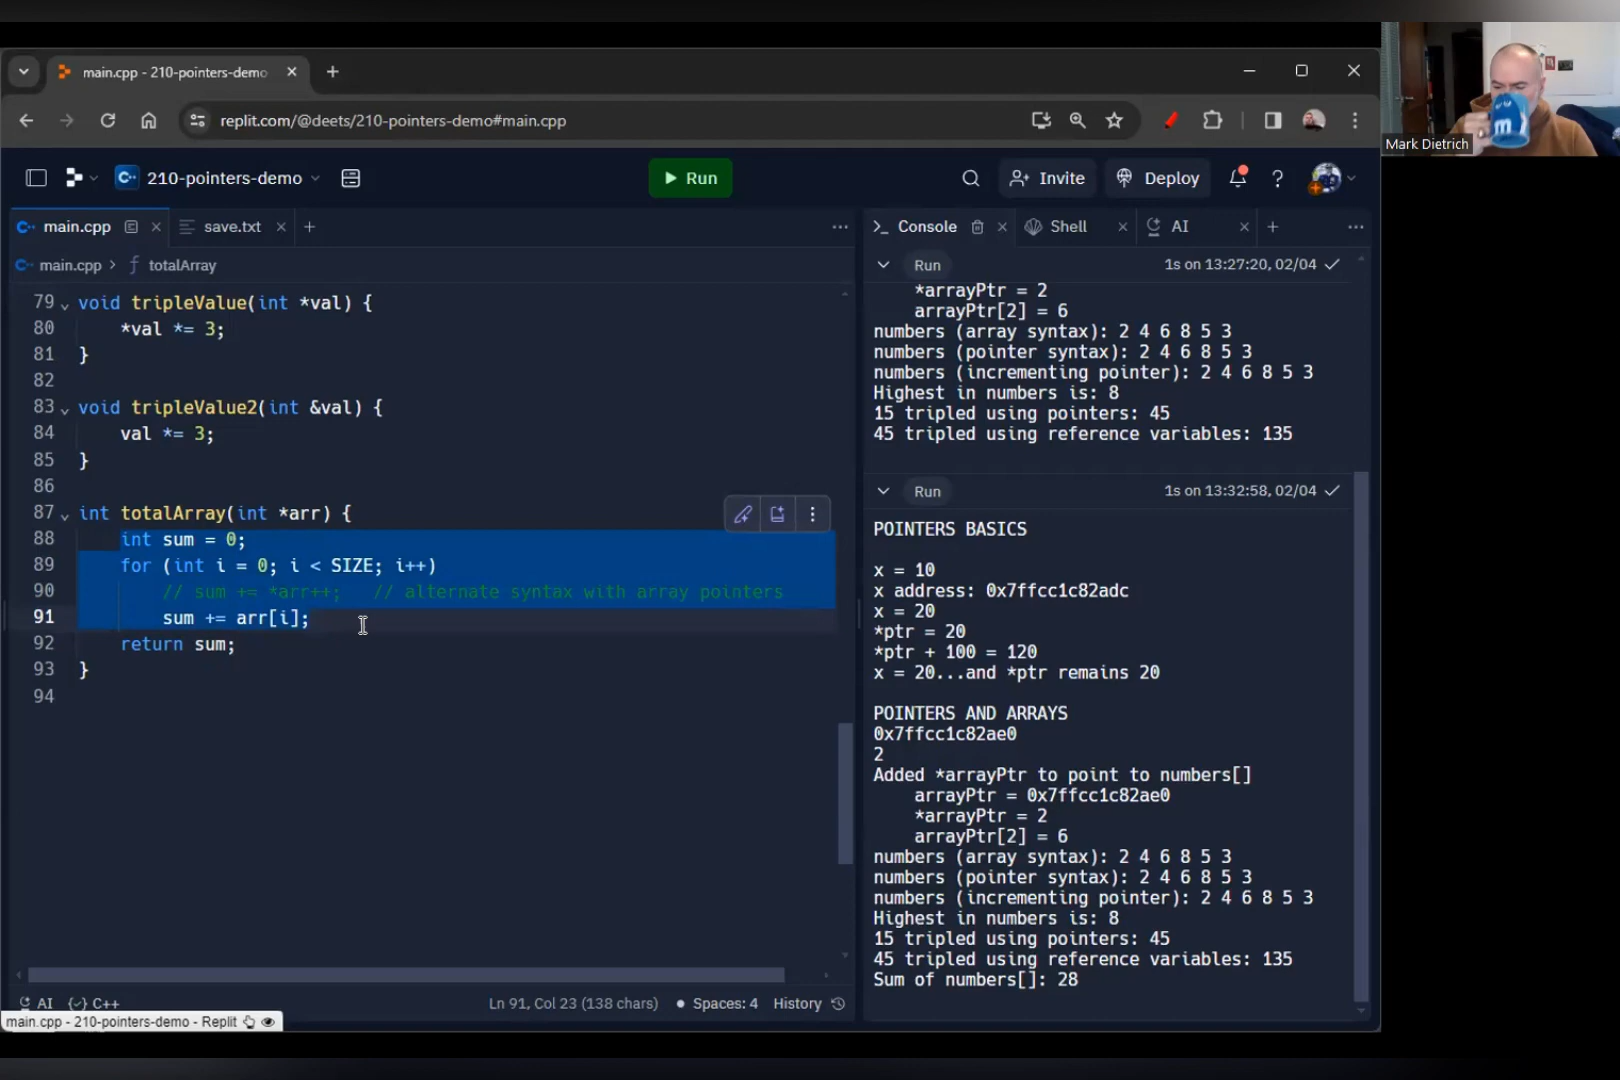 main.cpp - 210-pointers-demo
replit.com/@deets/210-pointers-demo#main.cpp
Mark Dietrich
210-pointers-demo
Run
Invite
Deploy
main.cpp
save.txt
main.cpp > totalArray
79 void tripleValue(int *val) {
80 *val *= 3;
81 }
82
83 void tripleValue2(int &val) {
84 val *= 3;
85 }
86
87 int totalArray(int *arr) {
88 int sum = 0;
89 for (int i = 0; i < SIZE; i++)
90 // sum += *arr++; // alternate syntax with array pointers
91 sum += arr[i];
92 return sum;
93 }
94
AI {✓} C++
Ln 91, Col 23 (138 chars) • Spaces: 4 History
main.cpp - 210-pointers-demo - Replit
Console
Shell
AI
Run 1s on 13:27:20, 02/04
*arrayPtr = 2
arrayPtr[2] = 6
numbers (array syntax): 2 4 6 8 5 3
numbers (pointer syntax): 2 4 6 8 5 3
numbers (incrementing pointer): 2 4 6 8 5 3
Highest in numbers is: 8
15 tripled using pointers: 45
45 tripled using reference variables: 135
Run 1s on 13:32:58, 02/04
POINTERS BASICS
x = 10
x address: 0x7ffcc1c82adc
x = 20
*ptr = 20
*ptr + 100 = 120
x = 20...and *ptr remains 20
POINTERS AND ARRAYS
0x7ffcc1c82ae0
2
Added *arrayPtr to point to numbers[]
arrayPtr = 0x7ffcc1c82ae0
*arrayPtr = 2
arrayPtr[2] = 6
numbers (array syntax): 2 4 6 8 5 3
numbers (pointer syntax): 2 4 6 8 5 3
numbers (incrementing pointer): 2 4 6 8 5 3
Highest in numbers is: 8
15 tripled using pointers: 45
45 tripled using reference variables: 135
Sum of numbers[]: 28